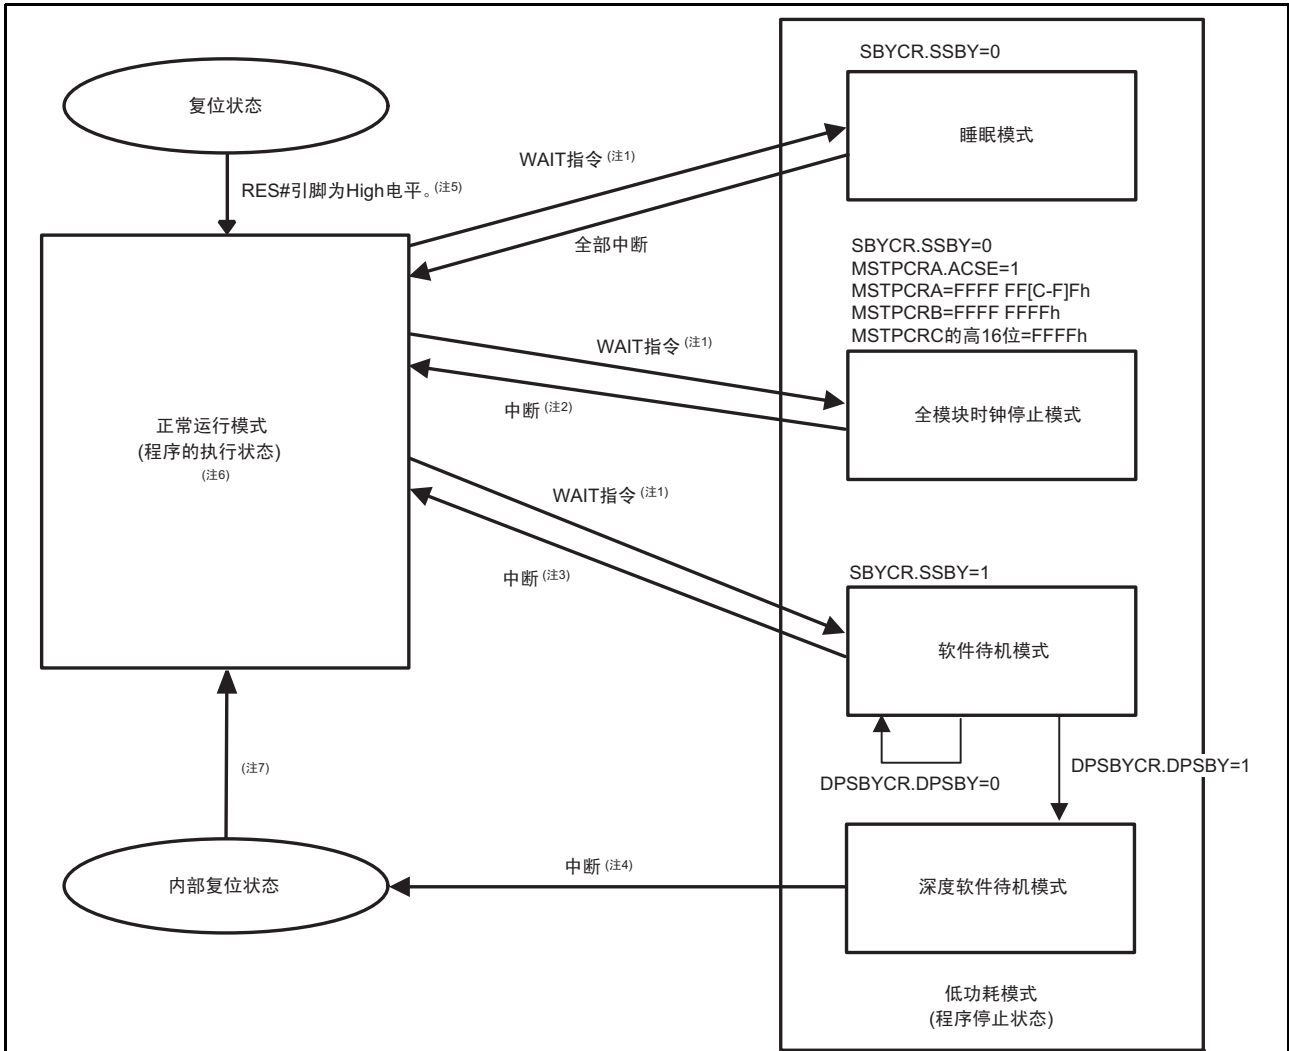 SBYCR.SSBY=0
复位状态
睡眠模式
WAIT指令 (注1)
RES#引脚为High电平。(注5)
全部中断
SBYCR.SSBY=0
MSTPCRA.ACSE=1
MSTPCRA=FFFF FF[C-F]Fh
MSTPCRB=FFFF FFFFh
MSTPCRC的高16位=FFFFh
WAIT指令 (注1)
中断 (注2)
全模块时钟停止模式
正常运行模式
(程序的执行状态)
(注6)
WAIT指令 (注1)
中断 (注3)
SBYCR.SSBY=1
软件待机模式
(注7)
DPSBYCR.DPSBY=1
DPSBYCR.DPSBY=0
中断 (注4)
内部复位状态
深度软件待机模式
低功耗模式
(程序停止状态)